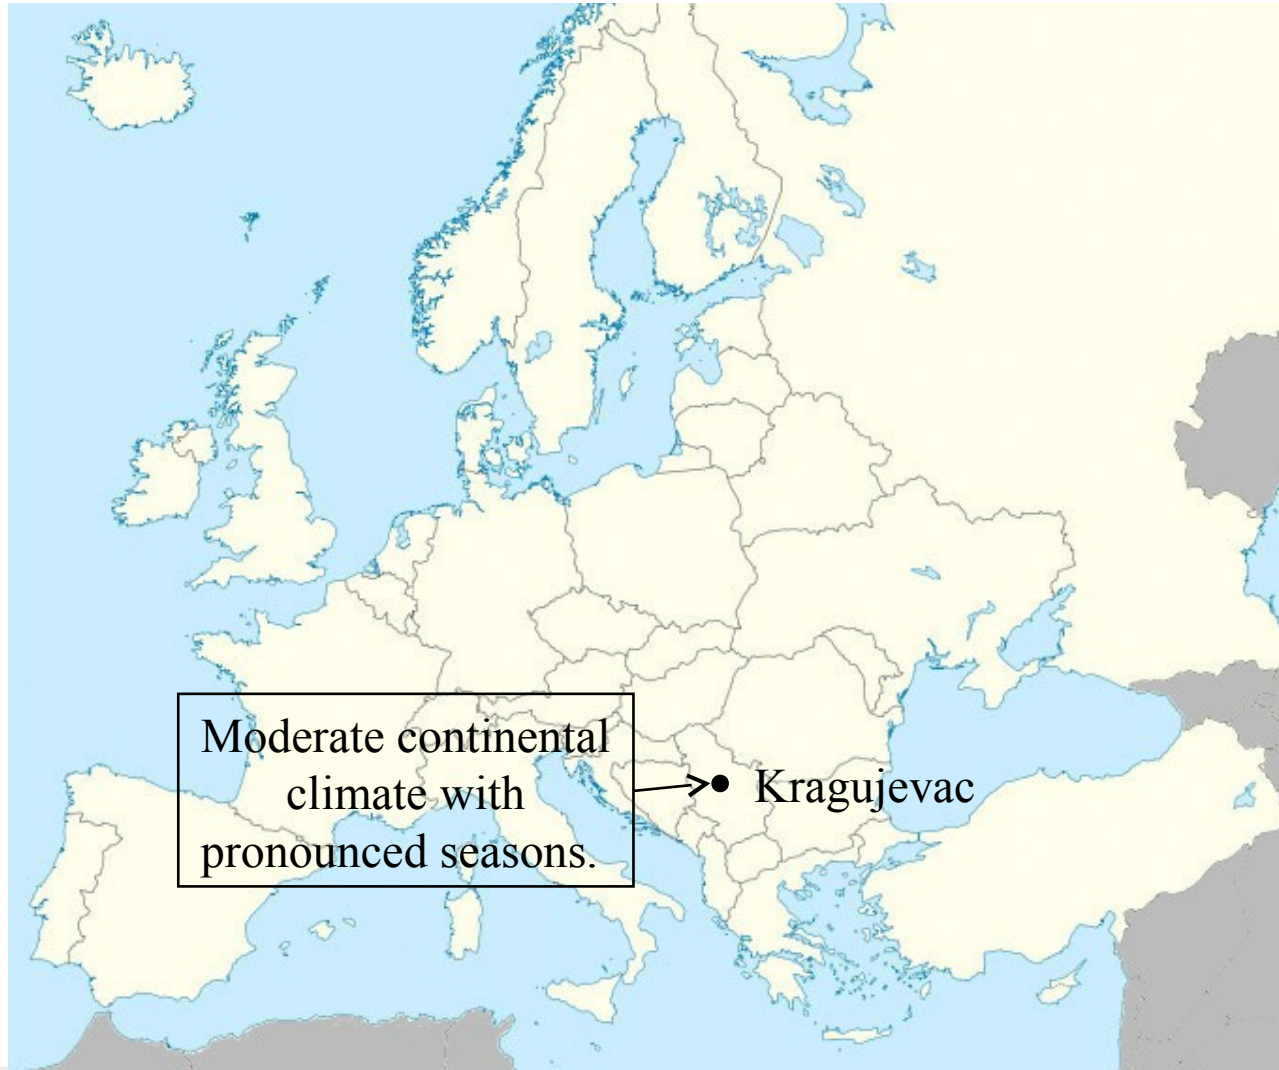 Moderate continental
climate with
pronounced seasons.
Kragujevac